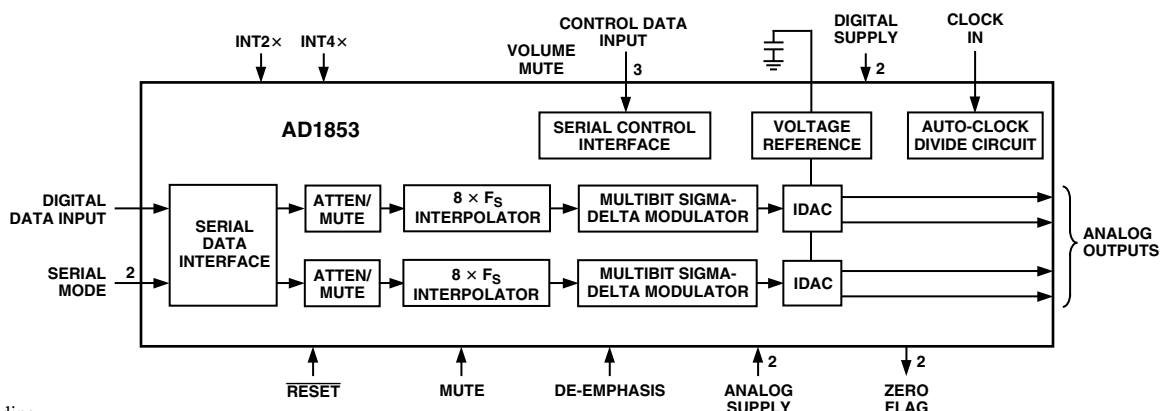 CONTROL DATA
INPUT
DIGITAL
SUPPLY
CLOCK
IN
INT2×
INT4×
VOLUME
MUTE
3
2
AD1853
SERIAL CONTROL
INTERFACE
VOLTAGE
REFERENCE
AUTO-CLOCK
DIVIDE CIRCUIT
DIGITAL
DATA INPUT
SERIAL
DATA
INTERFACE
ATTEN/
MUTE
8 × FS
INTERPOLATOR
MULTIBIT SIGMA-
DELTA MODULATOR
IDAC
ANALOG
OUTPUTS
SERIAL
MODE
2
ATTEN/
MUTE
8 × FS
INTERPOLATOR
MULTIBIT SIGMA-
DELTA MODULATOR
IDAC
RESET
MUTE
DE-EMPHASIS
2
ANALOG
SUPPLY
2
ZERO
FLAG